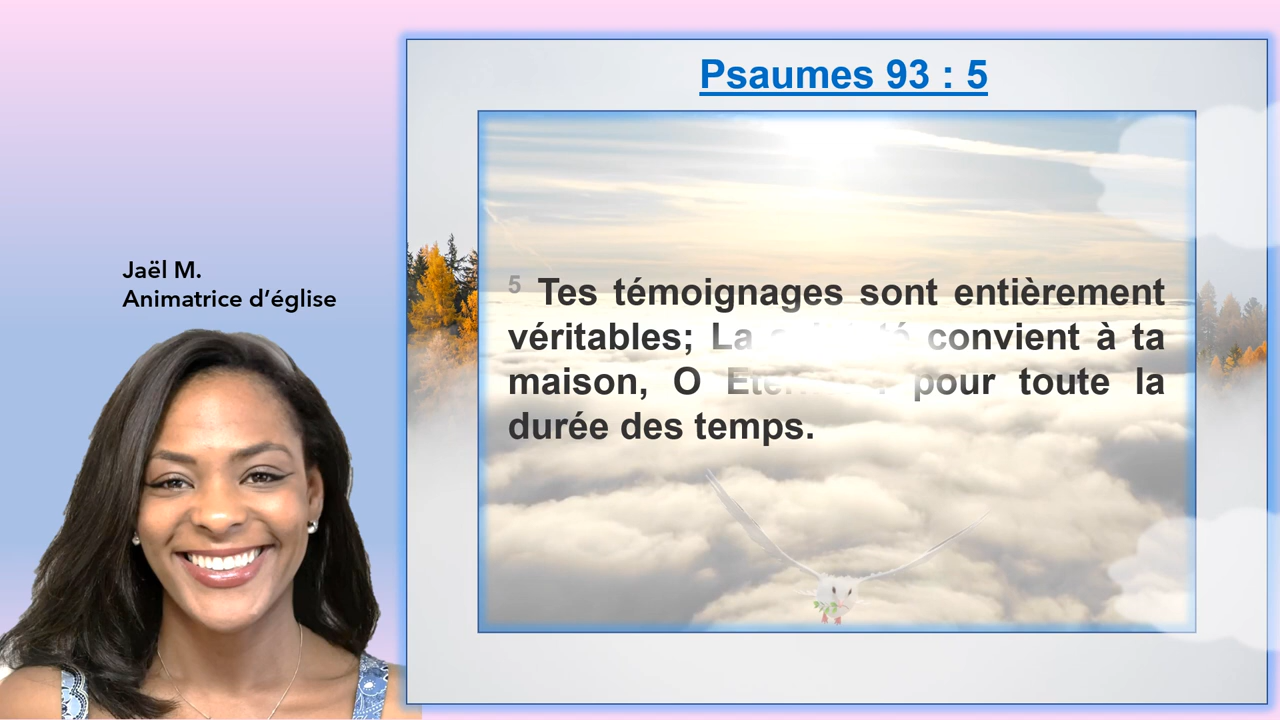 Psaumes 93 : 5
Jaël M.
Animatrice d’église
5 Tes témoignages sont entièrement
véritables; La convient à ta
maison, O pour toute la
durée des temps.